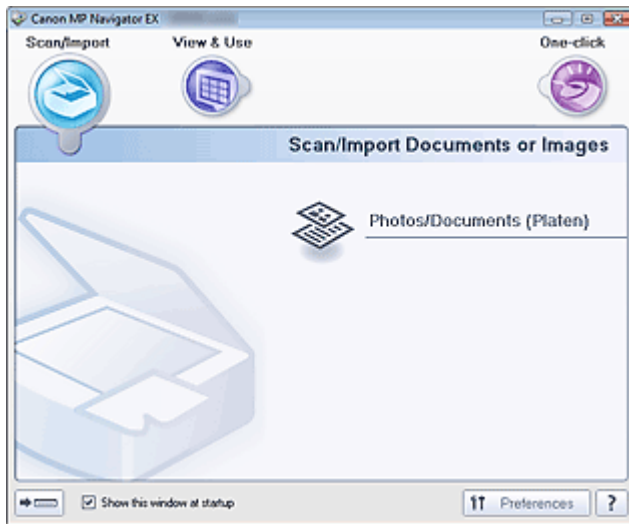 Canon MP Navigator EX
Scan/Import
View & Use
One-click
Scan/Import Documents or Images
Photos/Documents (Platen)
Show this window at startup
Preferences
?